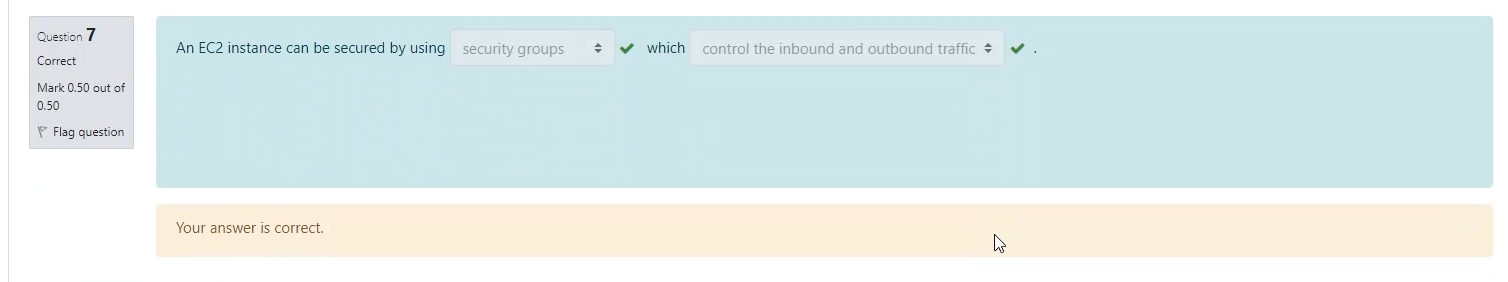 Question 7
Correct
Mark 0.50 out of
0.50
Flag question
An EC2 instance can be secured by using security groups which control the inbound and outbound traffic .
Your answer is correct.